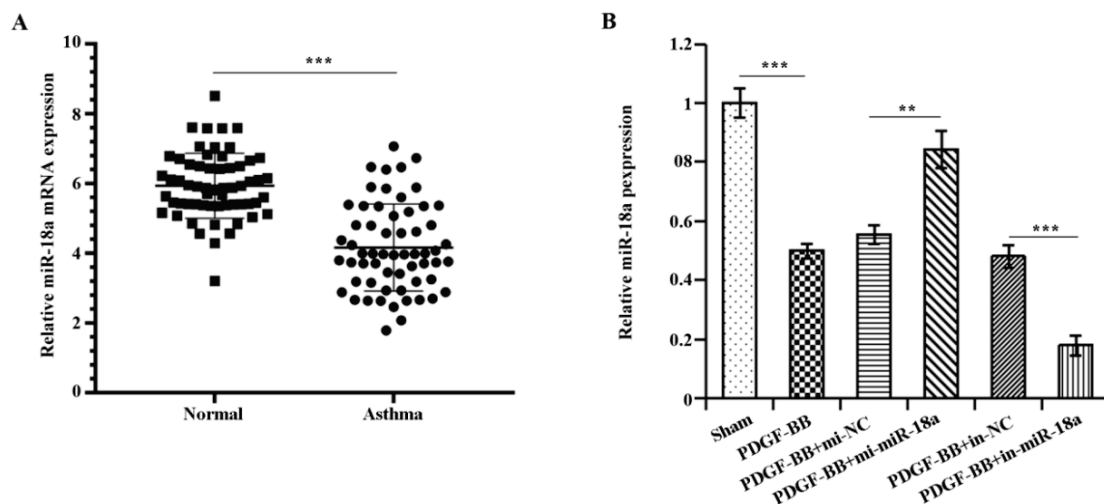 A
Relative miR-18a mRNA expression
10
8
6
4
2
0
***
Normal
Asthma
B
Relative miR-18a pexpression
1.2
1
08
0.6
0.4
0.2
0
***
**
***
Sham
PDGF-BB
PDGF-BB+mi-NC
PDGF-BB+mi-miR-18a
PDGF-BB+in-NC
PDGF-BB+in-miR-18a